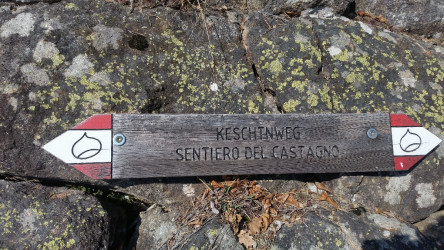 KESCHTNWEG
SENTIERO DEL CASTAGNO